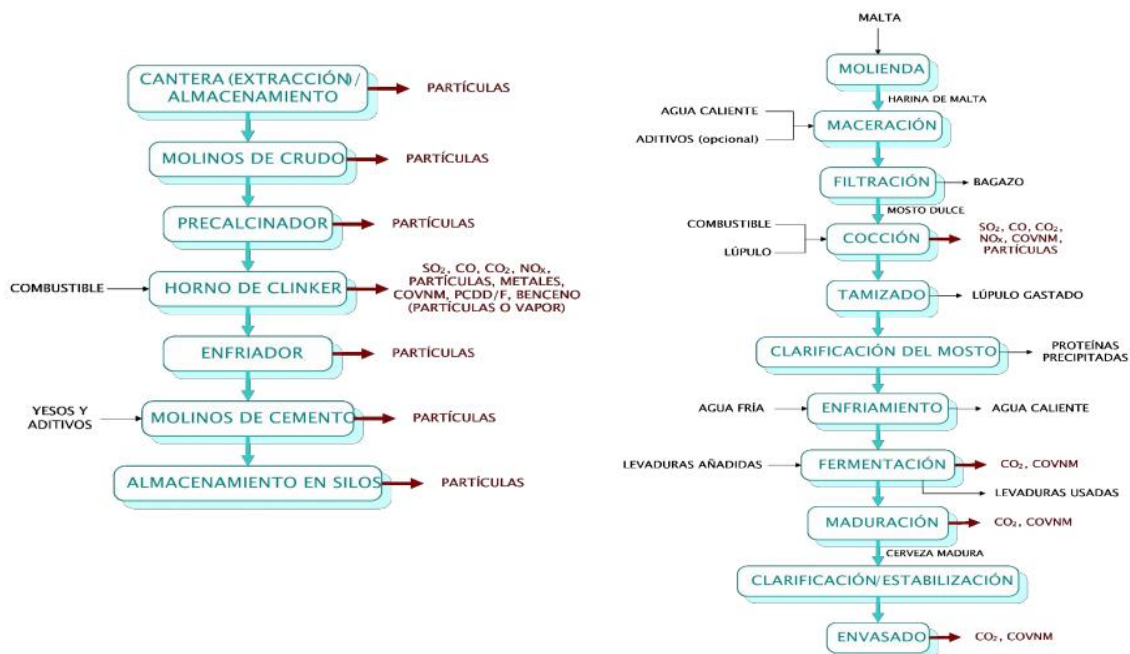 CANTERA (EXTRACCIÓN)/
ALMACENAMIENTO
PARTÍCULAS
MOLINOS DE CRUDO
PARTÍCULAS
PRECALCINADOR
PARTÍCULAS
COMBUSTIBLE
HORNO DE CLINKER
SO₂, CO, CO₂, NOₓ,
PARTÍCULAS, METALES,
COVNM, PCDD/F, BENCENO
(PARTÍCULAS O VAPOR)
ENFRIADOR
PARTÍCULAS
YESOS Y
ADITIVOS
MOLINOS DE CEMENTO
PARTÍCULAS
ALMACENAMIENTO EN SILOS
PARTÍCULAS
MALTA
MOLIENDA
HARINA DE MALTA
AGUA CALIENTE
ADITIVOS (opcional)
MACERACIÓN
FILTRACIÓN
BAGAZO
MOSTO DULCE
COMBUSTIBLE
LÚPULO
COCCIÓN
SO₂, CO, CO₂,
NOₓ, COVNM,
PARTÍCULAS
TAMIZADO
LÚPULO GASTADO
CLARIFICACIÓN DEL MOSTO
PROTEÍNAS
PRECIPITADAS
AGUA FRÍA
ENFRIAMIENTO
AGUA CALIENTE
LEVADURAS AÑADIDAS
FERMENTACIÓN
CO₂, COVNM
LEVADURAS USADAS
MADURACIÓN
CO₂, COVNM
CERVEZA MADURA
CLARIFICACIÓN/ESTABILIZACIÓN
ENVASADO
CO₂, COVNM